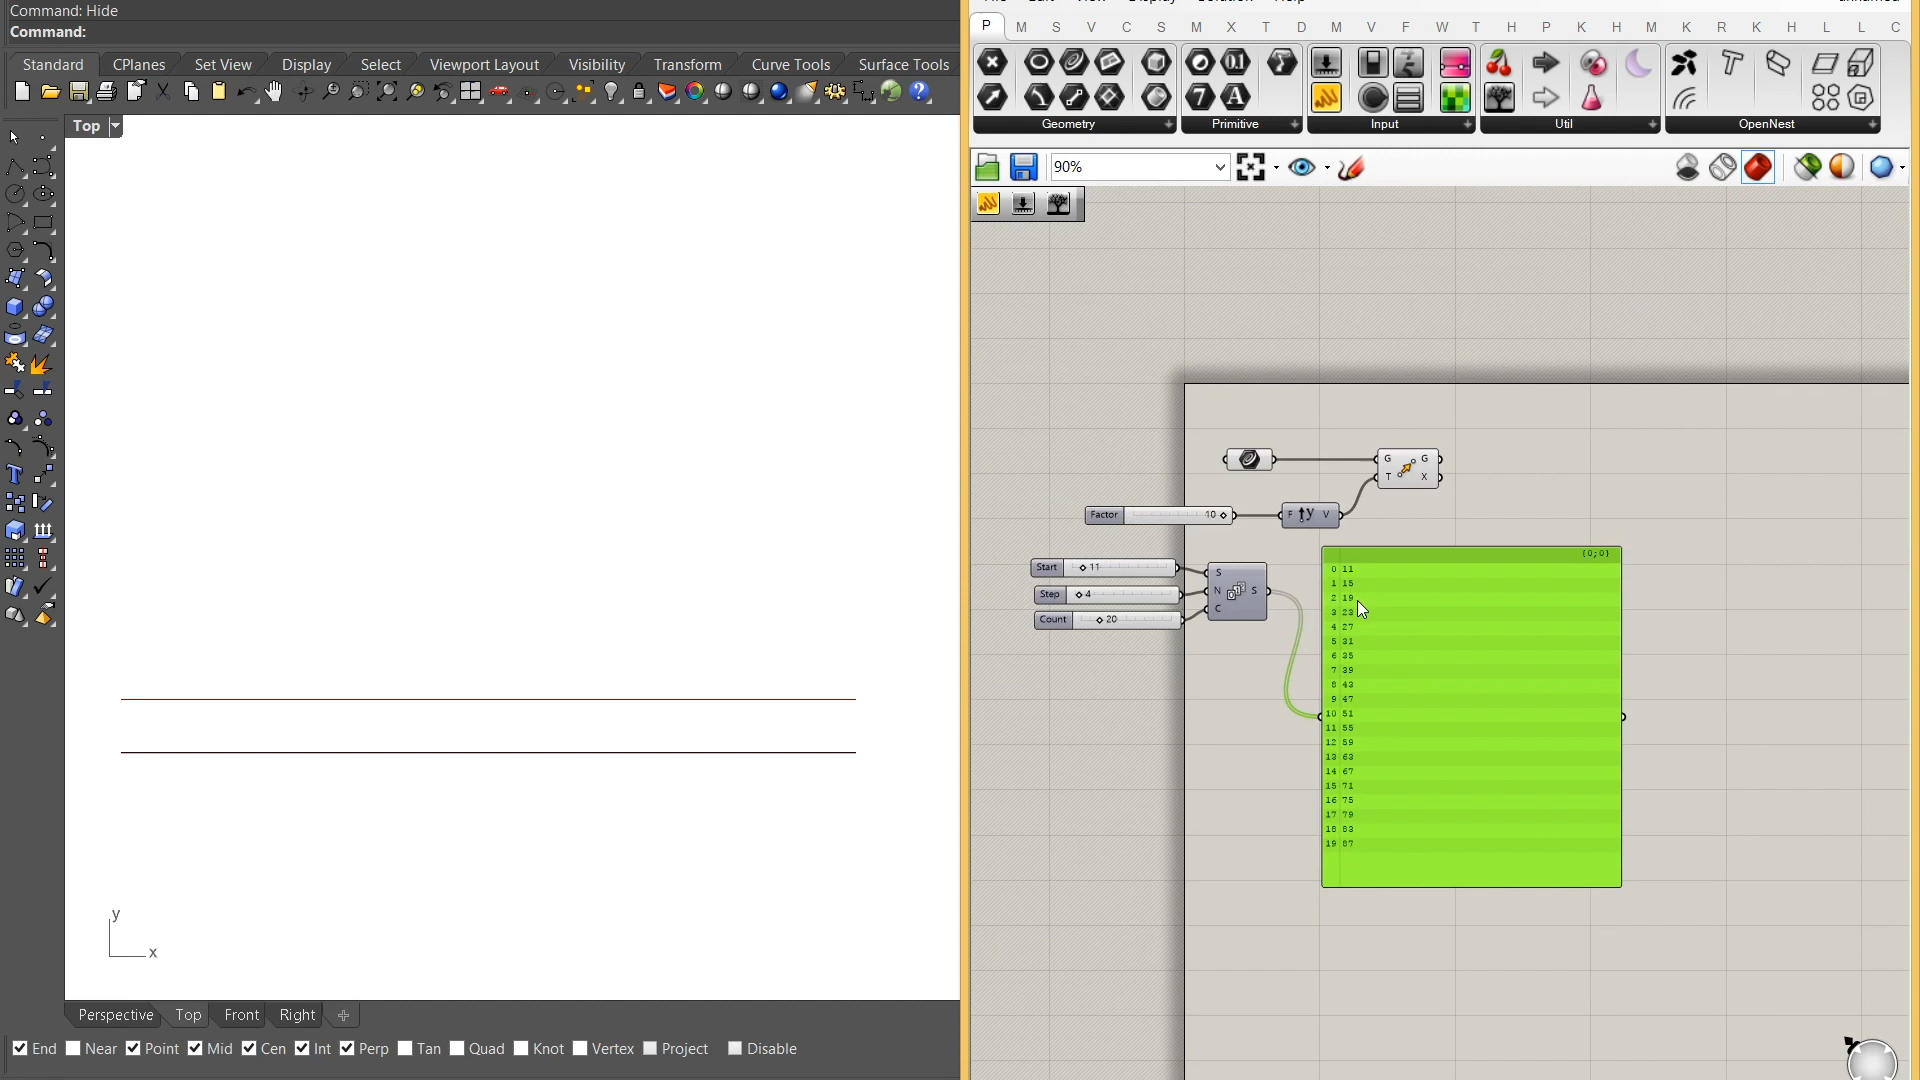 Command: Hide
Command:
Standard CPlanes Set View Display Select Viewport Layout Visibility Transform Curve Tools Surface Tools
Top
P M S V C S M X T D M V F W T H P K H M K R K H L L C
Geometry Primitive Input Util OpenNest
90%
G G
T X
Factor 10
F y V
Start 11
Step 4
Count 20
S
N S
C
{0;0}
0 11
1 15
2 19
3 23
4 27
5 31
6 35
7 39
8 43
9 47
10 51
11 55
12 59
13 63
14 67
15 71
16 75
17 79
18 83
19 87
y
x
Perspective Top Front Right
End Near Point Mid Cen Int Perp Tan Quad Knot Vertex Project Disable